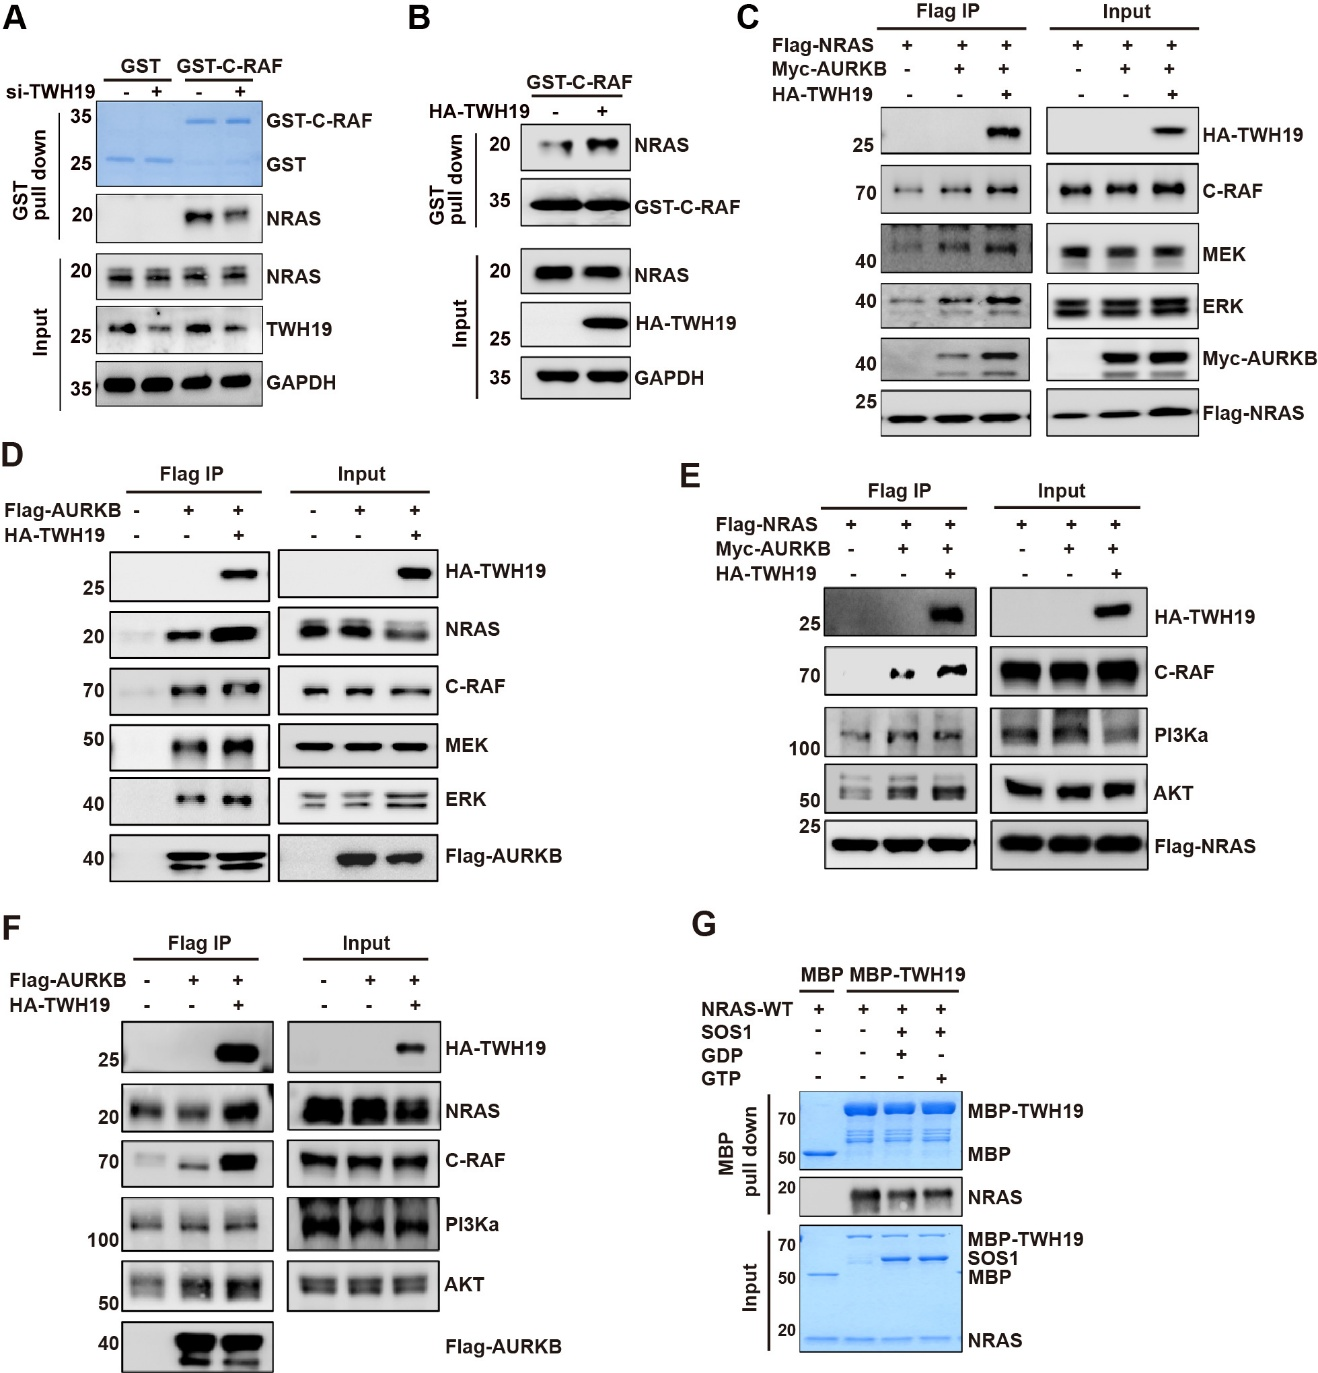 A
GST GST-C-RAF
si-TWH19 - + - +
GST pull down
35 GST-C-RAF
25 GST
20 NRAS
Input
20 NRAS
25 TWH19
35 GAPDH
B
GST-C-RAF
HA-TWH19 - +
GST pull down
20 NRAS
35 GST-C-RAF
Input
20 NRAS
25 HA-TWH19
35 GAPDH
C
Flag IP Input
Flag-NRAS + + + + + +
Myc-AURKB - + + - + +
HA-TWH19 - - + - - +
25 HA-TWH19
70 C-RAF
40 MEK
40 ERK
40 Myc-AURKB
25 Flag-NRAS
D
Flag IP Input
Flag-AURKB - + + - + +
HA-TWH19 - - + - - +
25 HA-TWH19
20 NRAS
70 C-RAF
50 MEK
40 ERK
40 Flag-AURKB
E
Flag IP Input
Flag-NRAS + + + + + +
Myc-AURKB - + + - + +
HA-TWH19 - - + - - +
25 HA-TWH19
70 C-RAF
100 PI3Ka
50 AKT
25 Flag-NRAS
F
Flag IP Input
Flag-AURKB - + + - + +
HA-TWH19 - - + - - +
25 HA-TWH19
20 NRAS
70 C-RAF
100 PI3Ka
50 AKT
40 Flag-AURKB
G
MBP MBP-TWH19
NRAS-WT + + + +
SOS1 - - + +
GDP - - + -
GTP - - - +
MBP pull down
70 MBP-TWH19
50 MBP
20 NRAS
Input
70 MBP-TWH19
SOS1
50 MBP
20 NRAS